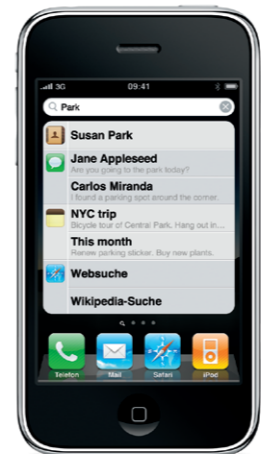 3G 09:41
Park
Susan Park
Jane Appleseed
Are you going to the park today?
Carlos Miranda
I found a parking spot around the corner.
NYC trip
Bicycle tour of Central Park. Hang out in...
This month
Renew parking sticker. Buy new plants.
Websuche
Wikipedia-Suche
Telefon Mail Safari iPod